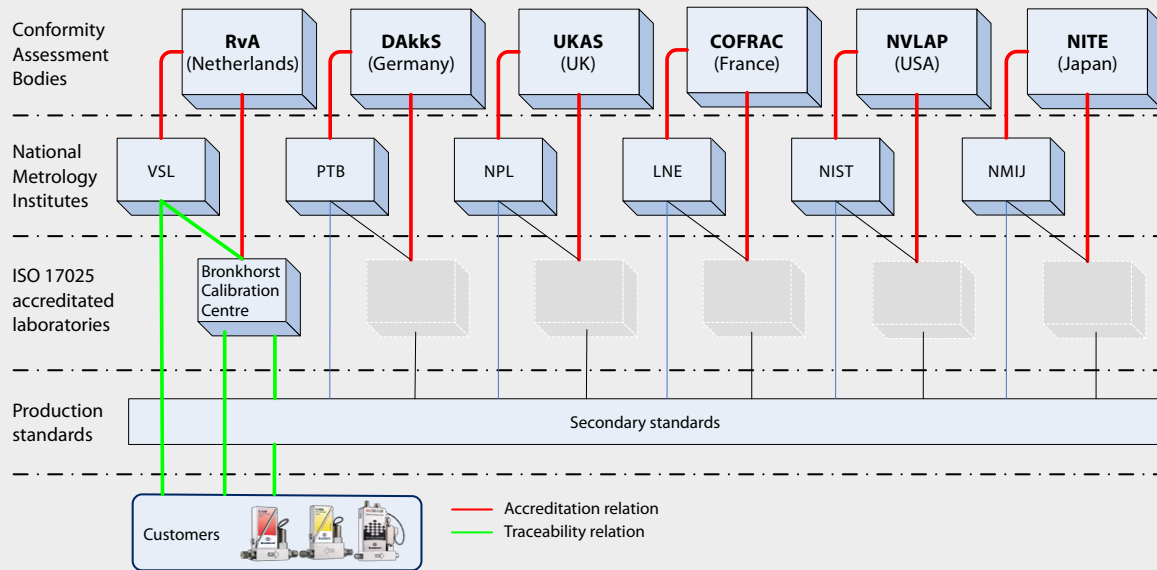 Conformity
Assessment
Bodies
RvA
(Netherlands)
DAkkS
(Germany)
UKAS
(UK)
COFRAC
(France)
NVLAP
(USA)
NITE
(Japan)
National
Metrology
Institutes
VSL
PTB
NPL
LNE
NIST
NMIJ
ISO 17025
accreditated
laboratories
Bronkhorst
Calibration
Centre
Production
standards
Secondary standards
Customers
Accreditation relation
Traceability relation